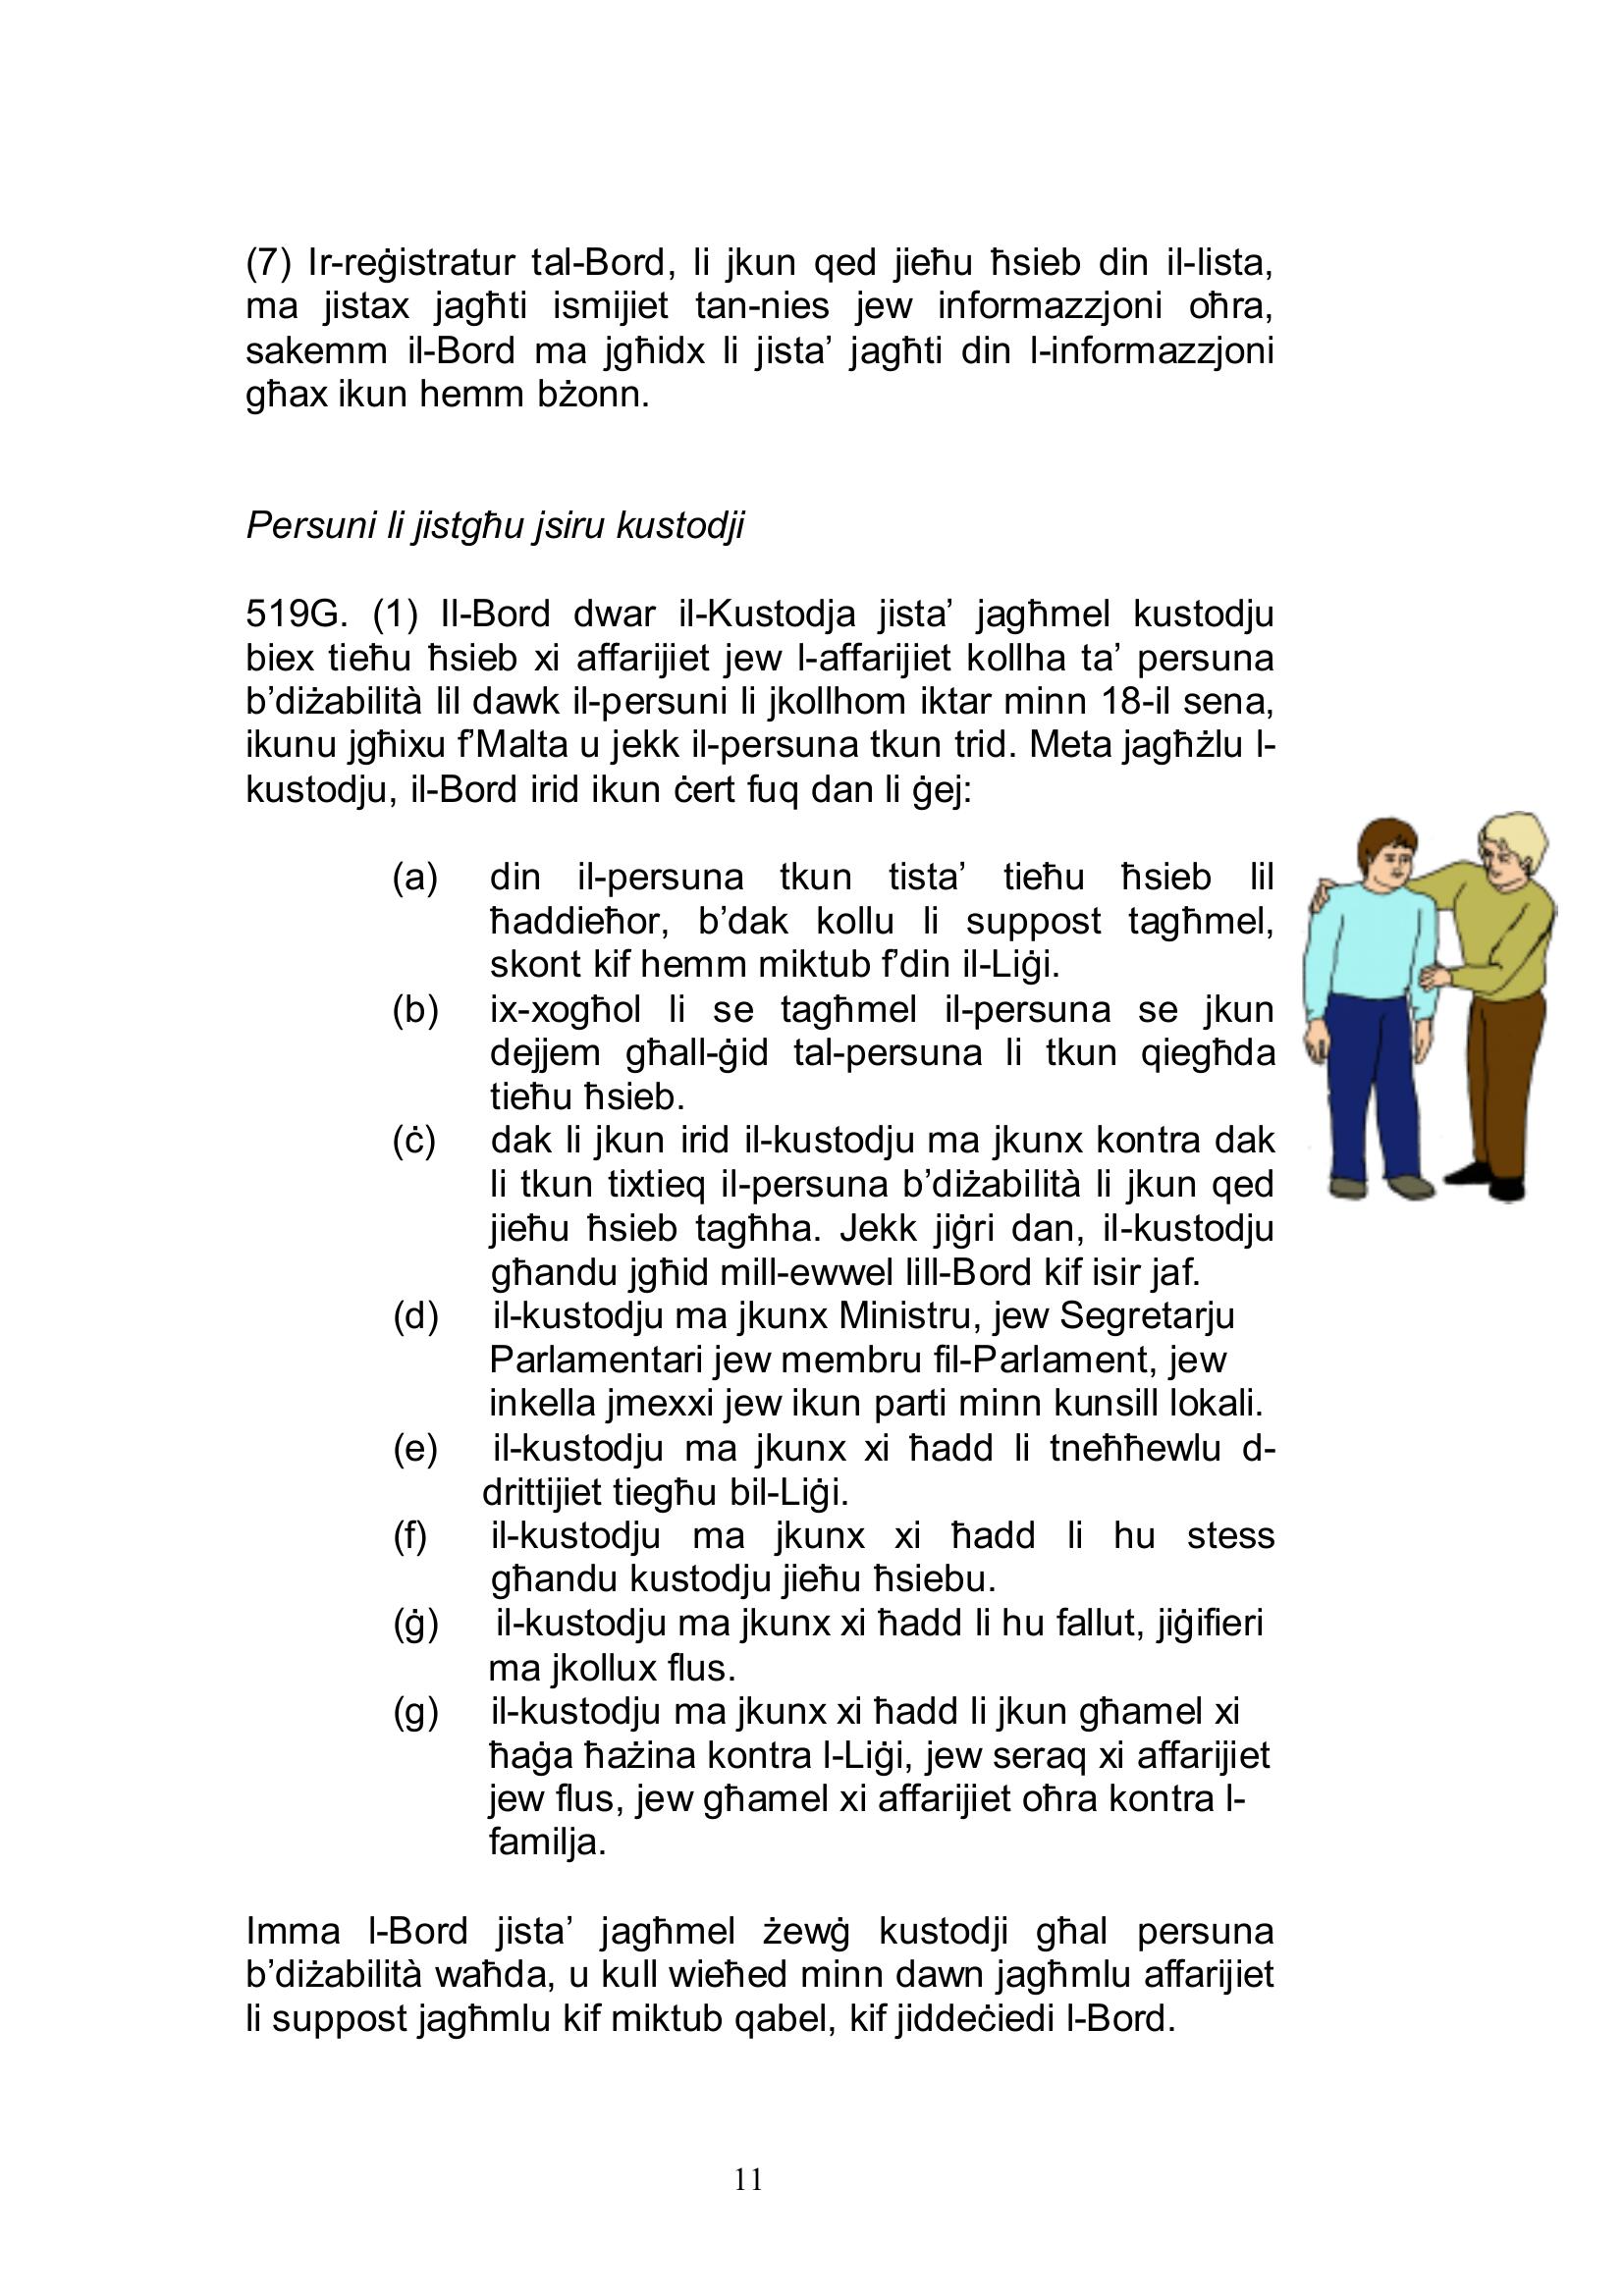 (7) Ir-reġistratur tal-Bord, li jkun qed jieħu ħsieb din il-lista,
ma jistax jagħti ismijiet tan-nies jew informazzjoni oħra,
sakemm il-Bord ma jgħidx li jista’ jagħti din l-informazzjoni
għax ikun hemm bżonn.
Persuni li jistgħu jsiru kustodji
519G. (1) Il-Bord dwar il-Kustodja jista’ jagħmel kustodju
biex tieħu ħsieb xi affarijiet jew l-affarijiet kollha ta’ persuna
b’diżabilità lil dawk il-persuni li jkollhom iktar minn 18-il sena,
ikunu jgħixu f’Malta u jekk il-persuna tkun trid. Meta jagħżlu l-
kustodju, il-Bord irid ikun ċert fuq dan li ġej:
(a) din il-persuna tkun tista’ tieħu ħsieb lil
ħaddieħor, b’dak kollu li suppost tagħmel,
skont kif hemm miktub f’din il-Liġi.
(b) ix-xogħol li se tagħmel il-persuna se jkun
dejjem għall-ġid tal-persuna li tkun qiegħda
tieħu ħsieb.
(ċ) dak li jkun irid il-kustodju ma jkunx kontra dak
li tkun tixtieq il-persuna b’diżabilità li jkun qed
jieħu ħsieb tagħha. Jekk jiġri dan, il-kustodju
għandu jgħid mill-ewwel lill-Bord kif isir jaf.
(d) il-kustodju ma jkunx Ministru, jew Segretarju
Parlamentari jew membru fil-Parlament, jew
inkella jmexxi jew ikun parti minn kunsill lokali.
(e) il-kustodju ma jkunx xi ħadd li tneħħewlu d-
drittijiet tiegħu bil-Liġi.
(f) il-kustodju ma jkunx xi ħadd li hu stess
għandu kustodju jieħu ħsiebu.
(ġ) il-kustodju ma jkunx xi ħadd li hu fallut, jiġifieri
ma jkollux flus.
(g) il-kustodju ma jkunx xi ħadd li jkun għamel xi
ħaġa ħażina kontra l-Liġi, jew seraq xi affarijiet
jew flus, jew għamel xi affarijiet oħra kontra l-
familja.
Imma l-Bord jista’ jagħmel żewġ kustodji għal persuna
b’diżabilità waħda, u kull wieħed minn dawn jagħmlu affarijiet
li suppost jagħmlu kif miktub qabel, kif jiddeċiedi l-Bord.
11